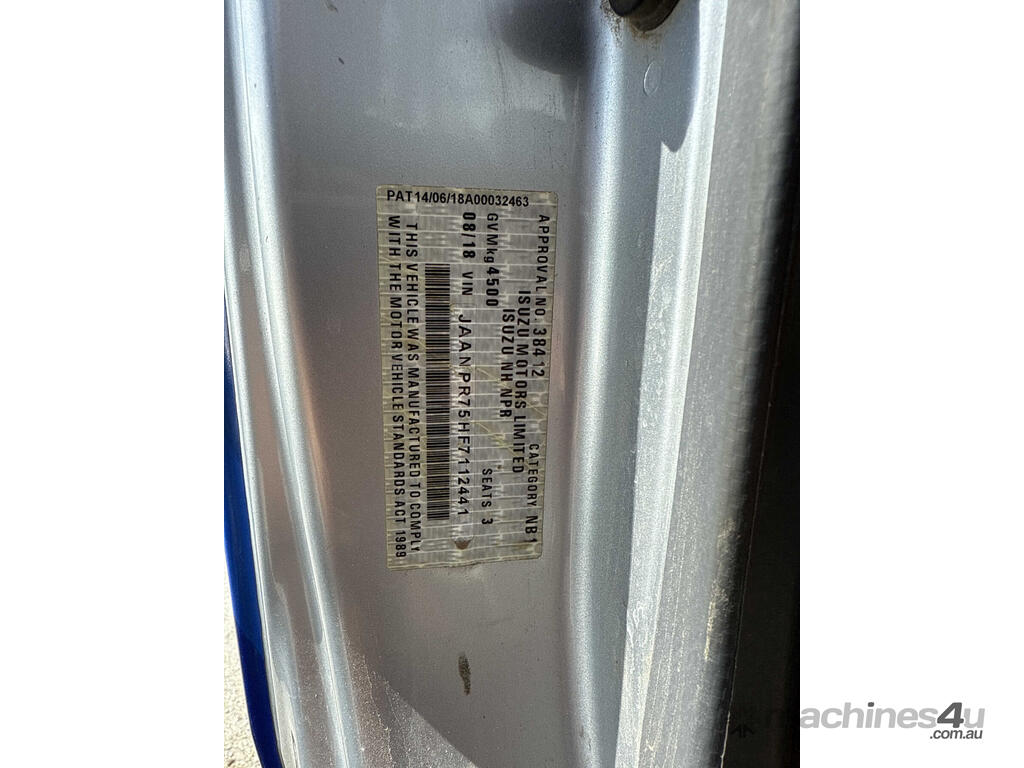 PAT14/06/18A00032463
APPROVAL NO. 38412 CATEGORY NB1
ISUZU MOTORS LIMITED
ISUZU NH NPR
GVMkg 4500 SEATS 3
08/18 VIN JAANPR75HF7112441
THIS VEHICLE WAS MANUFACTURED TO COMPLY
WITH THE MOTOR VEHICLE STANDARDS ACT 1989.
machines4u
.com.au